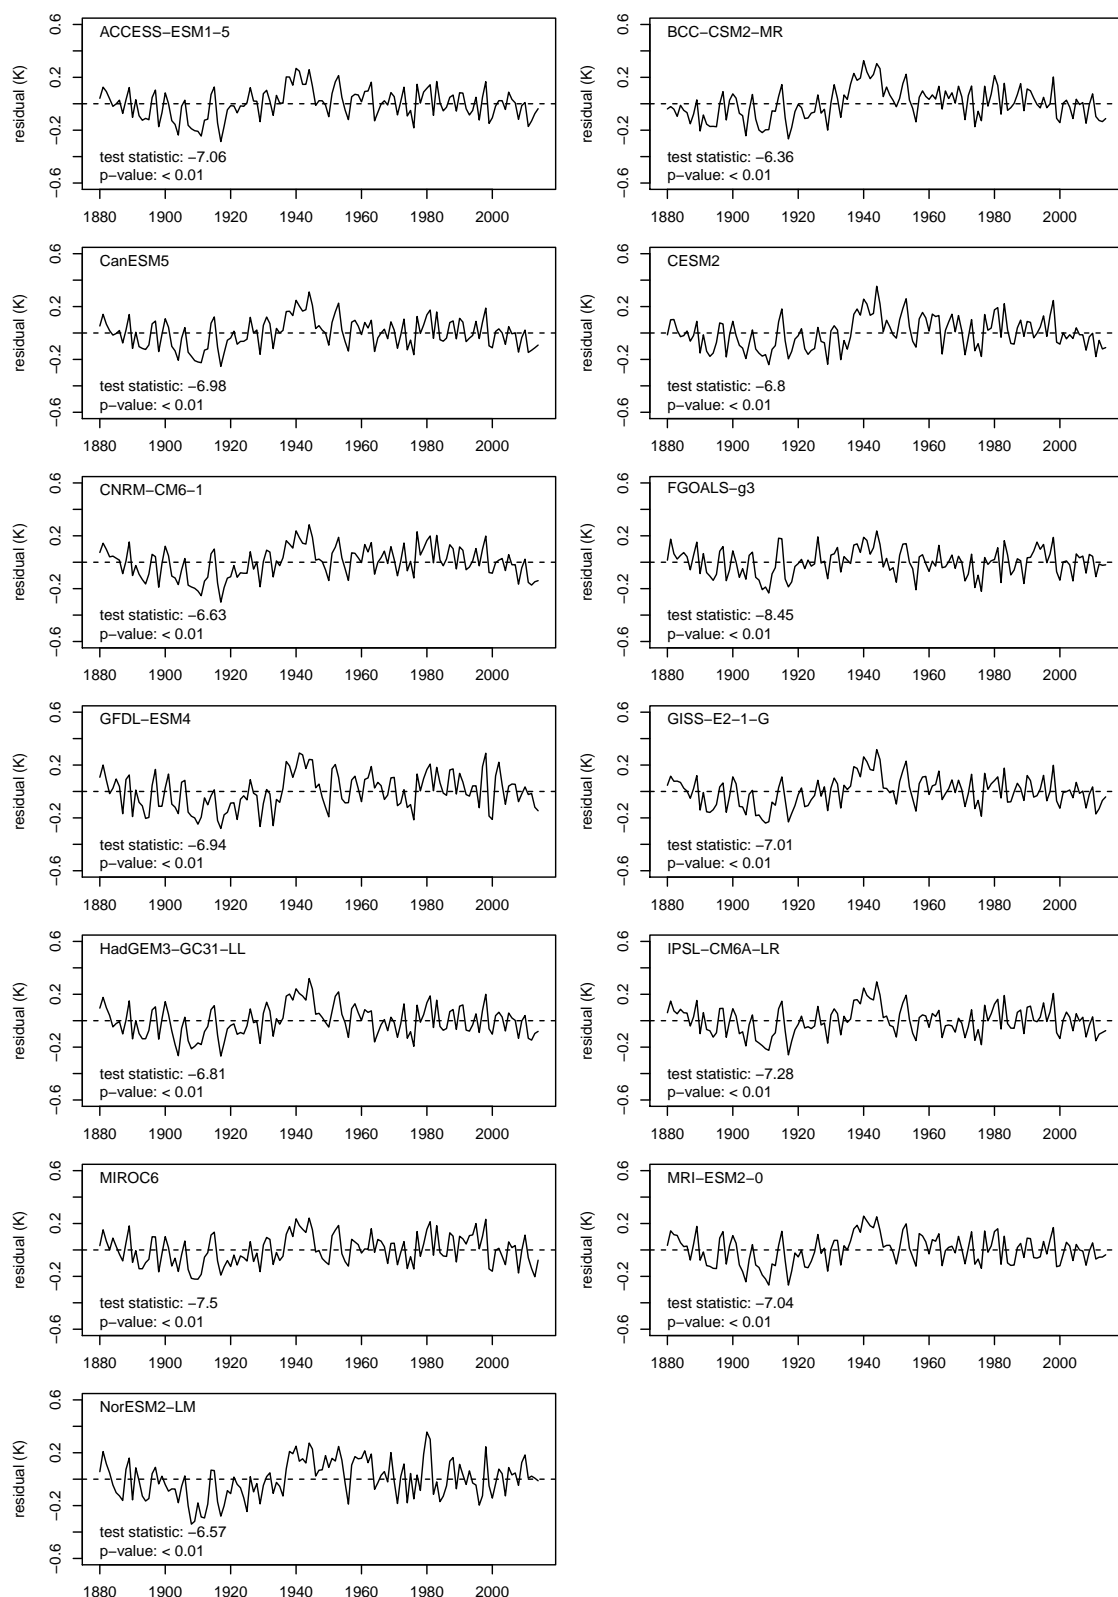 ACCESS−ESM1−5
residual (K)
0.6
0.2
−0.2
−0.6
test statistic: −7.06
p−value: < 0.01
1880 1900 1920 1940 1960 1980 2000
BCC−CSM2−MR
residual (K)
0.6
0.2
−0.2
−0.6
test statistic: −6.36
p−value: < 0.01
1880 1900 1920 1940 1960 1980 2000
CanESM5
residual (K)
0.6
0.2
−0.2
−0.6
test statistic: −6.98
p−value: < 0.01
1880 1900 1920 1940 1960 1980 2000
CESM2
residual (K)
0.6
0.2
−0.2
−0.6
test statistic: −6.8
p−value: < 0.01
1880 1900 1920 1940 1960 1980 2000
CNRM−CM6−1
residual (K)
0.6
0.2
−0.2
−0.6
test statistic: −6.63
p−value: < 0.01
1880 1900 1920 1940 1960 1980 2000
FGOALS−g3
residual (K)
0.6
0.2
−0.2
−0.6
test statistic: −8.45
p−value: < 0.01
1880 1900 1920 1940 1960 1980 2000
GFDL−ESM4
residual (K)
0.6
0.2
−0.2
−0.6
test statistic: −6.94
p−value: < 0.01
1880 1900 1920 1940 1960 1980 2000
GISS−E2−1−G
residual (K)
0.6
0.2
−0.2
−0.6
test statistic: −7.01
p−value: < 0.01
1880 1900 1920 1940 1960 1980 2000
HadGEM3−GC31−LL
residual (K)
0.6
0.2
−0.2
−0.6
test statistic: −6.81
p−value: < 0.01
1880 1900 1920 1940 1960 1980 2000
IPSL−CM6A−LR
residual (K)
0.6
0.2
−0.2
−0.6
test statistic: −7.28
p−value: < 0.01
1880 1900 1920 1940 1960 1980 2000
MIROC6
residual (K)
0.6
0.2
−0.2
−0.6
test statistic: −7.5
p−value: < 0.01
1880 1900 1920 1940 1960 1980 2000
MRI−ESM2−0
residual (K)
0.6
0.2
−0.2
−0.6
test statistic: −7.04
p−value: < 0.01
1880 1900 1920 1940 1960 1980 2000
NorESM2−LM
residual (K)
0.6
0.2
−0.2
−0.6
test statistic: −6.57
p−value: < 0.01
1880 1900 1920 1940 1960 1980 2000